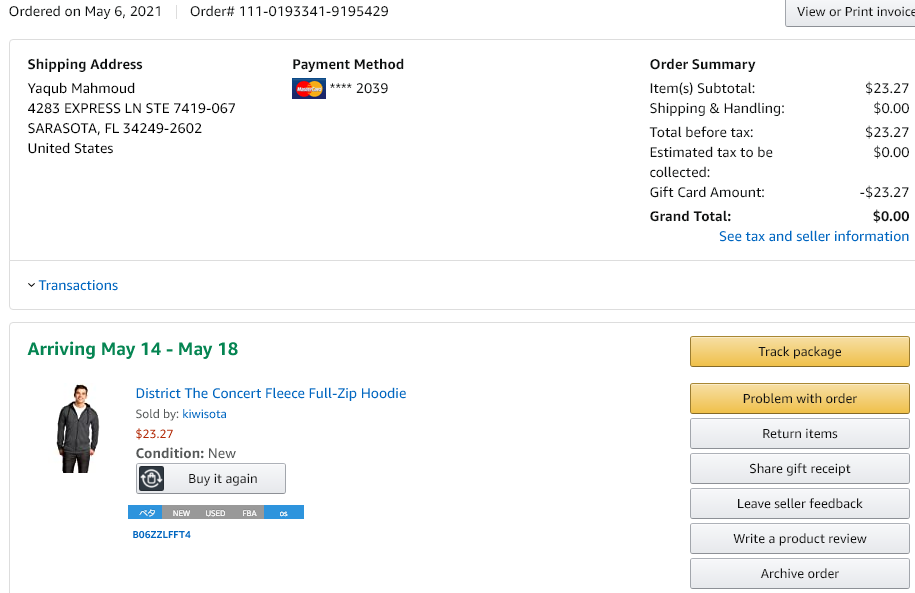 Ordered on May 6, 2021 Order# 111-0193341-9195429
View or Print invoice
Shipping Address
Yaqub Mahmoud
4283 EXPRESS LN STE 7419-067
SARASOTA, FL 34249-2602
United States
Payment Method
MasterCard **** 2039
Order Summary
Item(s) Subtotal: $23.27
Shipping & Handling: $0.00
Total before tax: $23.27
Estimated tax to be $0.00
collected:
Gift Card Amount: -$23.27
Grand Total: $0.00
See tax and seller information
Transactions
Arriving May 14 - May 18
District The Concert Fleece Full-Zip Hoodie
Sold by: kiwisota
$23.27
Condition: New
Buy it again
ペタ NEW USED FBA os
B06ZZLFFT4
Track package
Problem with order
Return items
Share gift receipt
Leave seller feedback
Write a product review
Archive order